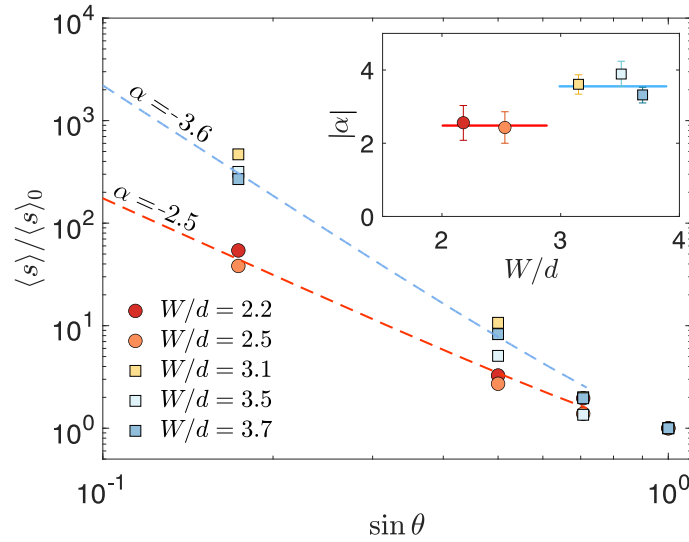 10^4
10^3
10^2
10^1
10^0
⟨s⟩/⟨s⟩_0
α =-3.6
α =-2.5
W/d = 2.2
W/d = 2.5
W/d = 3.1
W/d = 3.5
W/d = 3.7
10^-1
10^0
sin θ
4
2
0
|α|
2
3
4
W/d